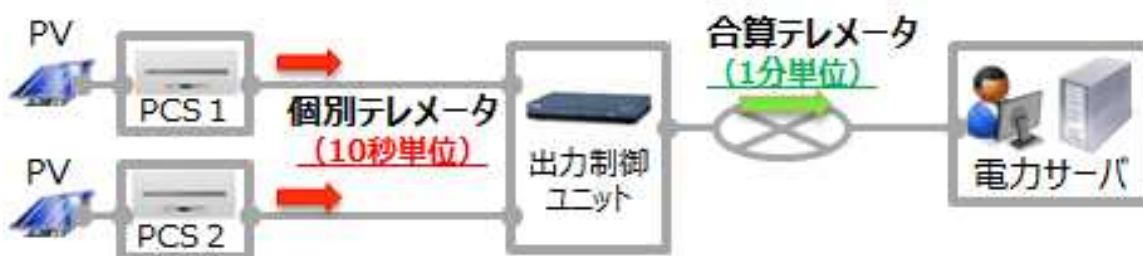 PV
PCS 1
個別テレメータ
（10秒単位）
PV
PCS 2
出力制御
ユニット
合算テレメータ
（1分単位）
電力サーバ